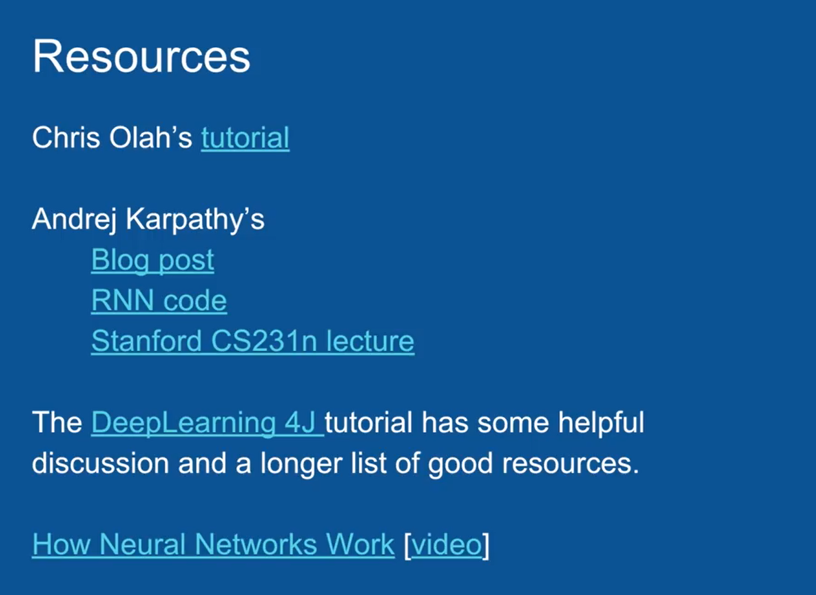 Resources
Chris Olah's tutorial
Andrej Karpathy's
Blog post
RNN code
Stanford CS231n lecture
The DeepLearning 4J tutorial has some helpful
discussion and a longer list of good resources.
How Neural Networks Work [video]